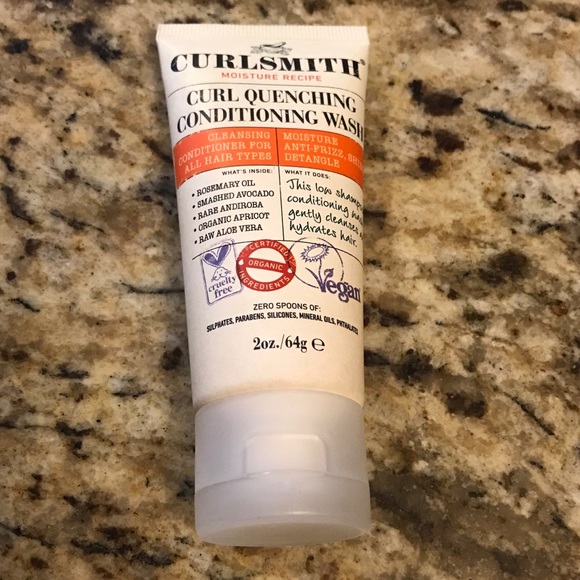 CURLSMITH®
MOISTURE RECIPE
CURL QUENCHING
CONDITIONING WASH
CLEANSING
CONDITIONER FOR
ALL HAIR TYPES
MOISTURE
ANTI-FRIZZ, SHINE
DETANGLE
WHAT'S INSIDE:
• ROSEMARY OIL
• SMASHED AVOCADO
• RARE ANDIROBA
• ORGANIC APRICOT
• RAW ALOE VERA
WHAT IT DOES:
This low shampoo
conditioning wash
gently cleanses &
hydrates hair.
cruelty
free
CERTIFIED
ORGANIC
INGREDIENTS
Vegan
ZERO SPOONS OF:
SULPHATES, PARABENS, SILICONES, MINERAL OILS, PHTHALATES
2oz./64g ℮